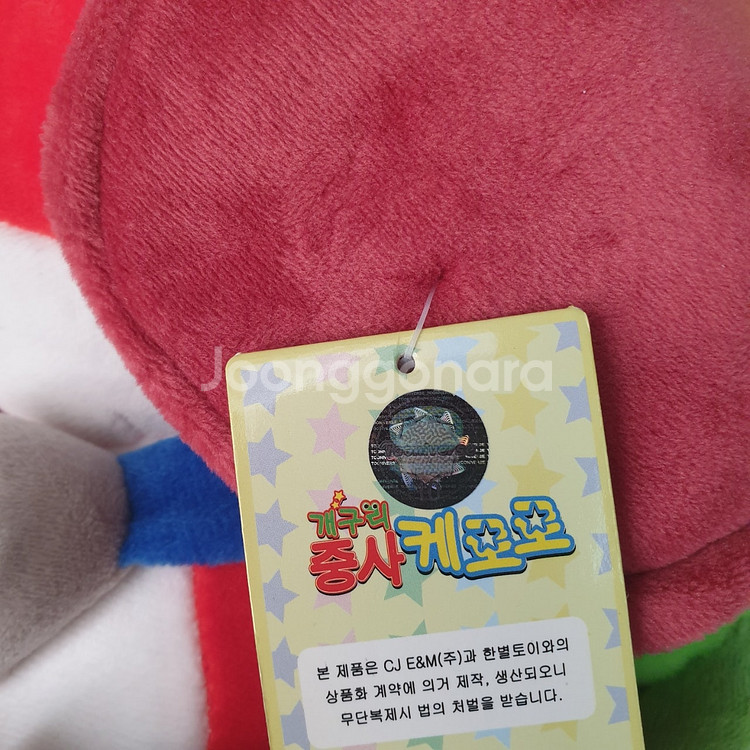 Joonggonara
개구리
중사 케로로
본 제품은 CJ E&M(주)과 한별토이와의
상품화 계약에 의거 제작, 생산되오니
무단복제시 법의 처벌을 받습니다.